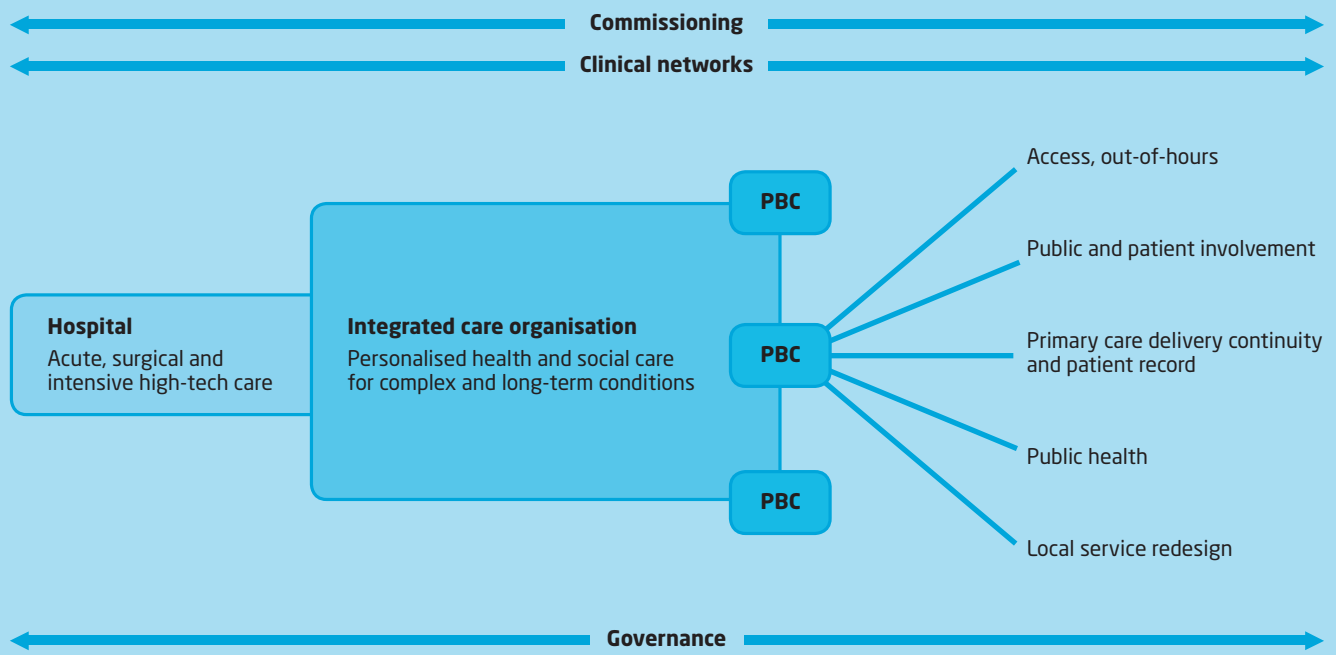 Commissioning
Clinical networks
Access, out-of-hours
PBC
Public and patient involvement
Hospital
Acute, surgical and
intensive high-tech care
Integrated care organisation
Personalised health and social care
for complex and long-term conditions
PBC
Primary care delivery continuity
and patient record
Public health
PBC
Local service redesign
Governance